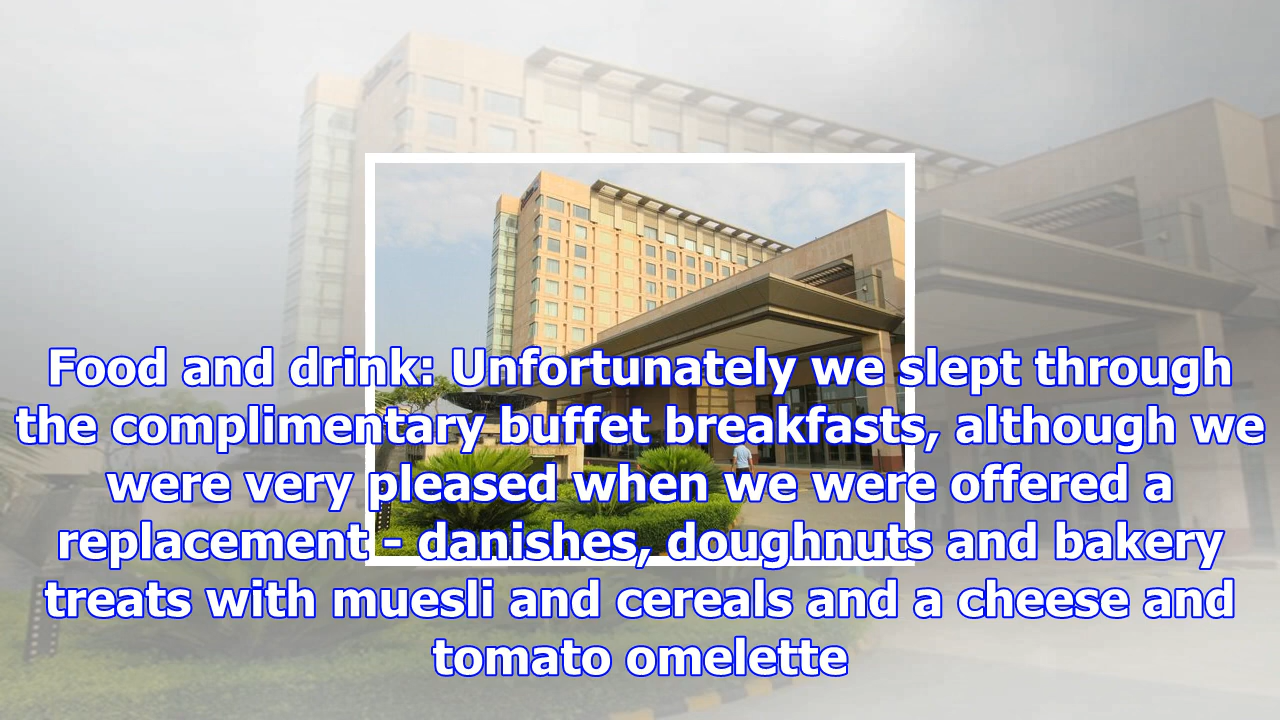 Food and drink: Unfortunately we slept through
the complimentary buffet breakfasts, although we
were very pleased when we were offered a
replacement - danishes, doughnuts and bakery
treats with muesli and cereals and a cheese and
tomato omelette